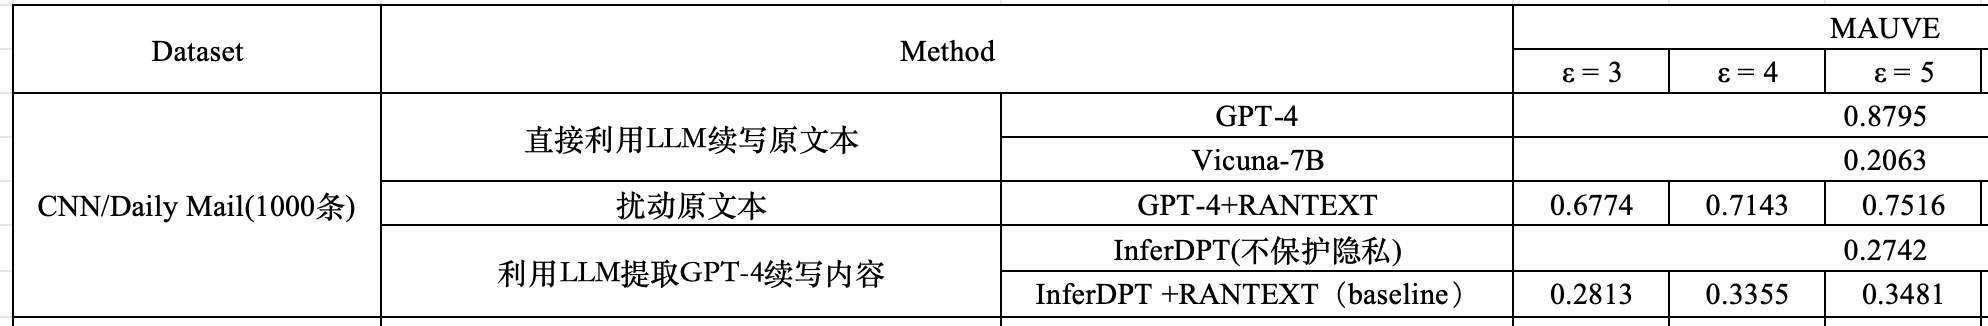 Dataset
Method
MAUVE
ε = 3
ε = 4
ε = 5
CNN/Daily Mail(1000条)
直接利用LLM续写原文本
GPT-4
0.8795
Vicuna-7B
0.2063
扰动原文本
GPT-4+RANTEXT
0.6774
0.7143
0.7516
利用LLM提取GPT-4续写内容
InferDPT(不保护隐私)
0.2742
InferDPT +RANTEXT（baseline）
0.2813
0.3355
0.3481